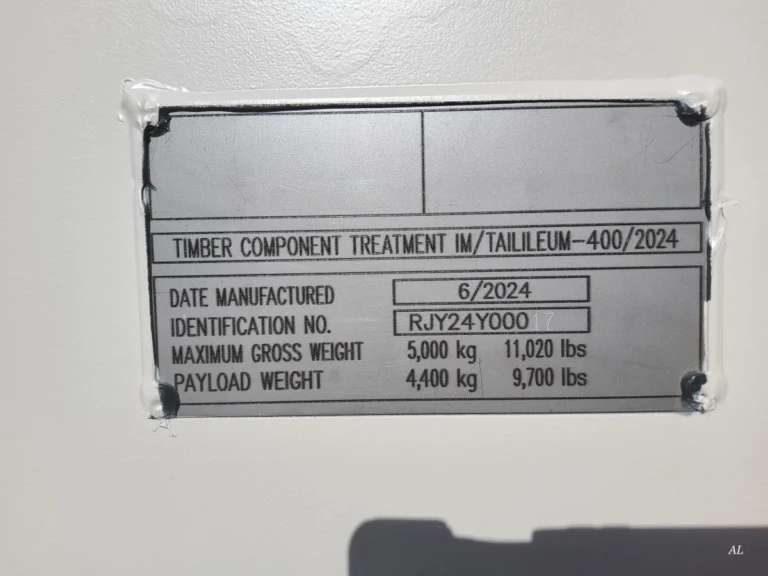 TIMBER COMPONENT TREATMENT IM/TAILILEUM-400/2024
DATE MANUFACTURED 6/2024
IDENTIFICATION NO. RJY24Y00017
MAXIMUM GROSS WEIGHT 5,000 kg 11,020 lbs
PAYLOAD WEIGHT 4,400 kg 9,700 lbs
AL